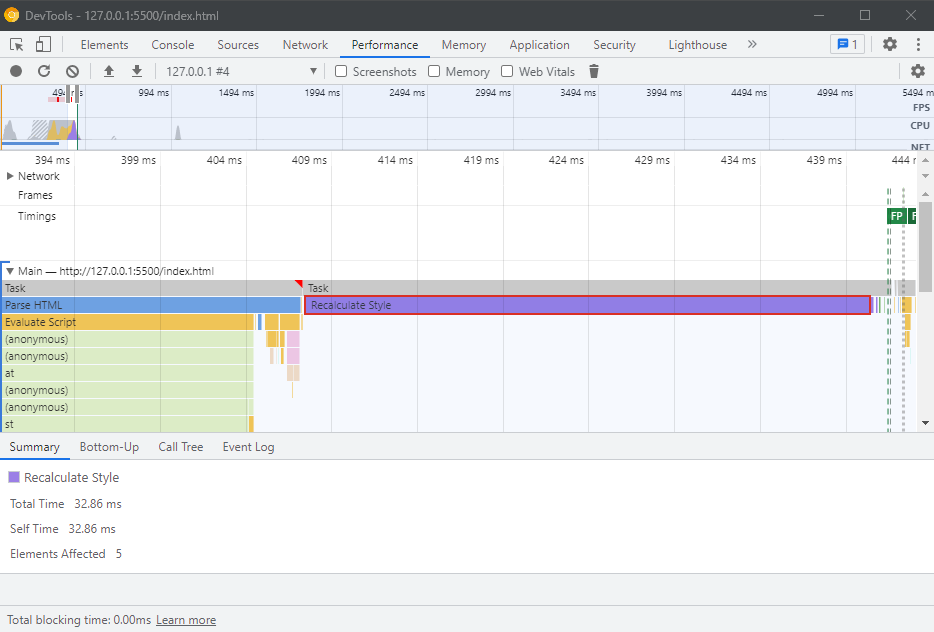 DevTools - 127.0.0.1:5500/index.html
Elements Console Sources Network Performance Memory Application Security Lighthouse » 1
127.0.0.1 #4 Screenshots Memory Web Vitals
494 ms 994 ms 1494 ms 1994 ms 2494 ms 2994 ms 3494 ms 3994 ms 4494 ms 4994 ms 5494 m
FPS
CPU
NET
394 ms 399 ms 404 ms 409 ms 414 ms 419 ms 424 ms 429 ms 434 ms 439 ms 444 r
Network
Frames
Timings FP F
Main — http://127.0.0.1:5500/index.html
Task Task
Parse HTML Recalculate Style
Evaluate Script
(anonymous)
(anonymous)
at
(anonymous)
(anonymous)
st
Summary Bottom-Up Call Tree Event Log
Recalculate Style
Total Time 32.86 ms
Self Time 32.86 ms
Elements Affected 5
Total blocking time: 0.00ms Learn more